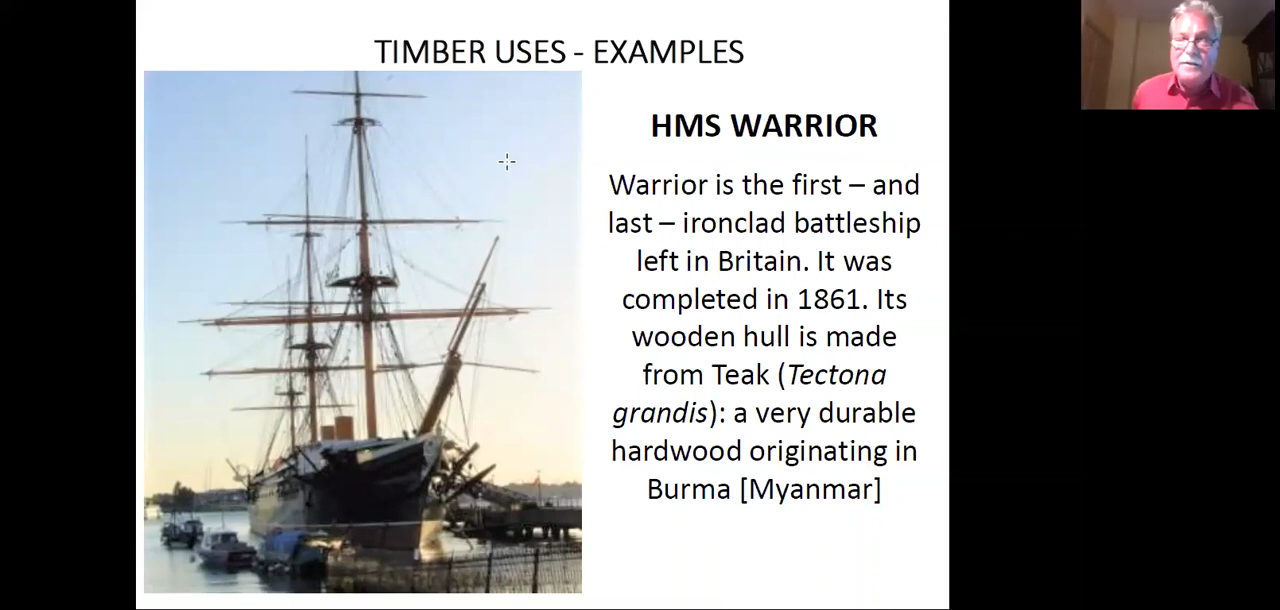 TIMBER USES - EXAMPLES
HMS WARRIOR
Warrior is the first – and
last – ironclad battleship
left in Britain. It was
completed in 1861. Its
wooden hull is made
from Teak (Tectona
grandis): a very durable
hardwood originating in
Burma [Myanmar]